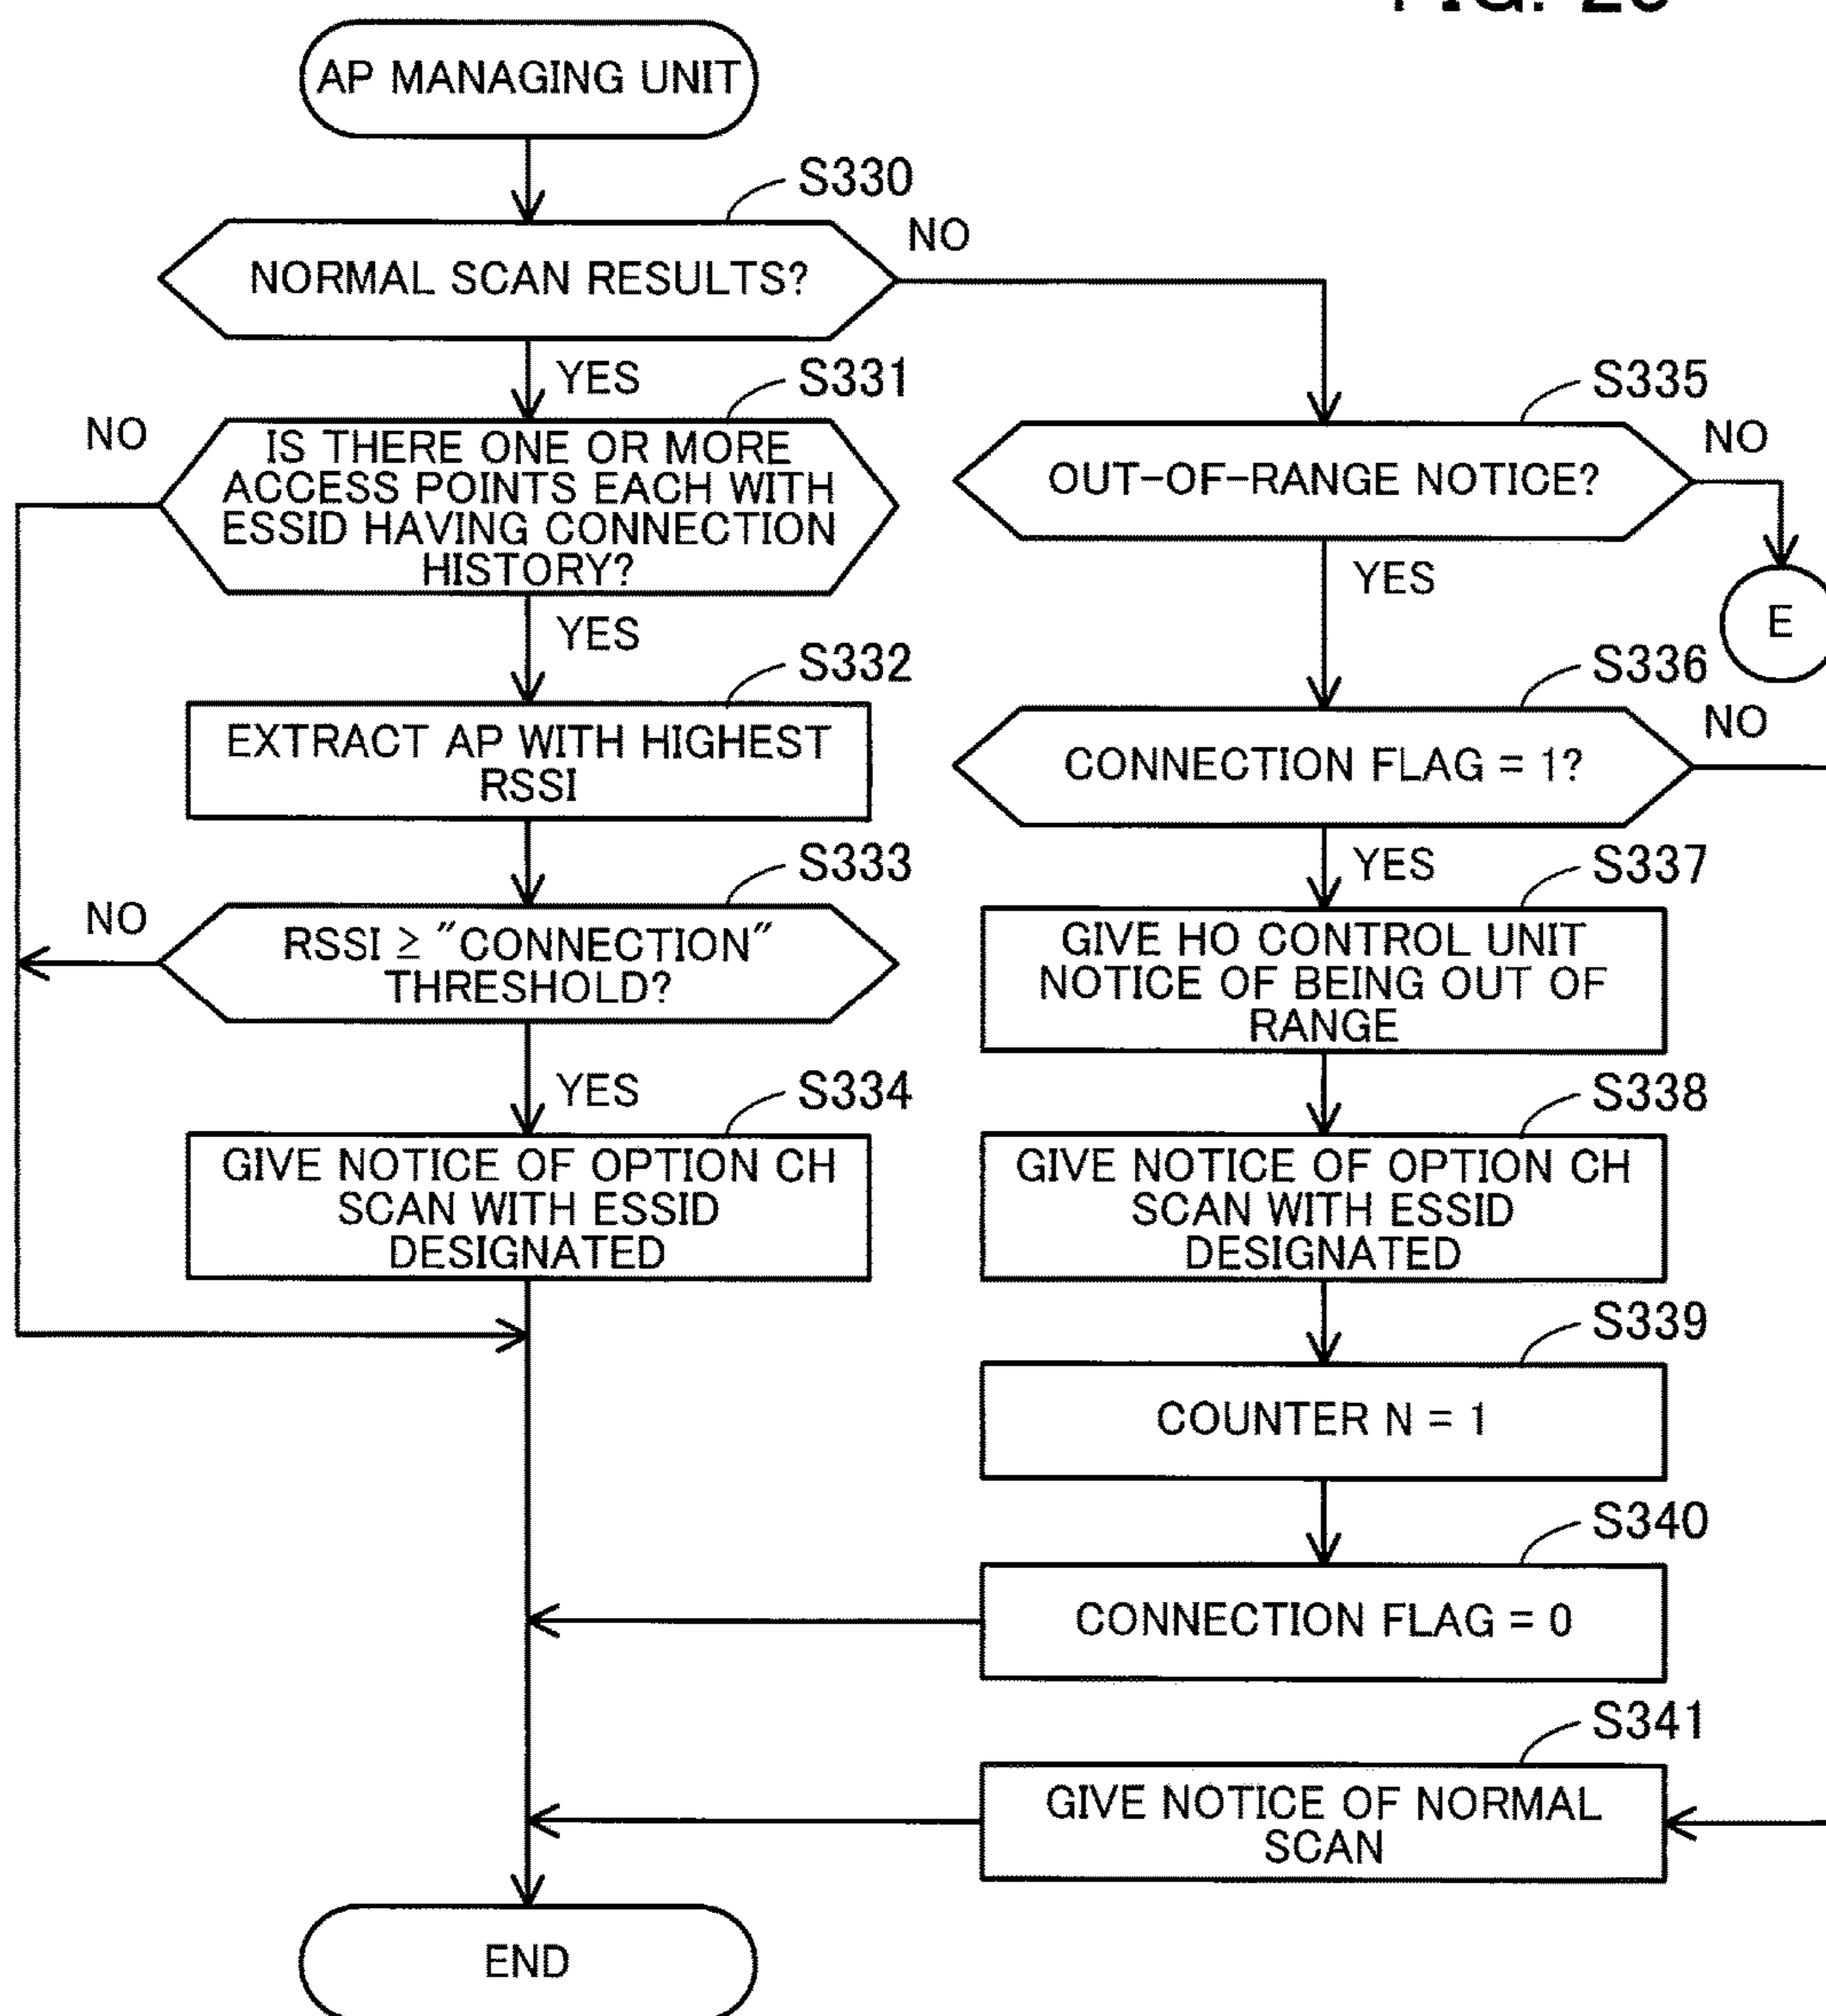 FIG.
AP MANAGING UNIT
S330
NORMAL SCAN RESULTS?
NO
YES
S331
NO
IS THERE ONE OR MORE
ACCESS POINTS EACH WITH
ESSID HAVING CONNECTION
HISTORY?
YES
S332
EXTRACT AP WITH HIGHEST
RSSI
S333
NO
RSSI ≥ "CONNECTION"
THRESHOLD?
YES
S334
GIVE NOTICE OF OPTION CH
SCAN WITH ESSID
DESIGNATED
S335
OUT-OF-RANGE NOTICE?
NO
E
YES
S336
CONNECTION FLAG = 1?
NO
YES
S337
GIVE HO CONTROL UNIT
NOTICE OF BEING OUT OF
RANGE
S338
GIVE NOTICE OF OPTION CH
SCAN WITH ESSID
DESIGNATED
S339
COUNTER N = 1
S340
CONNECTION FLAG = 0
S341
GIVE NOTICE OF NORMAL
SCAN
END